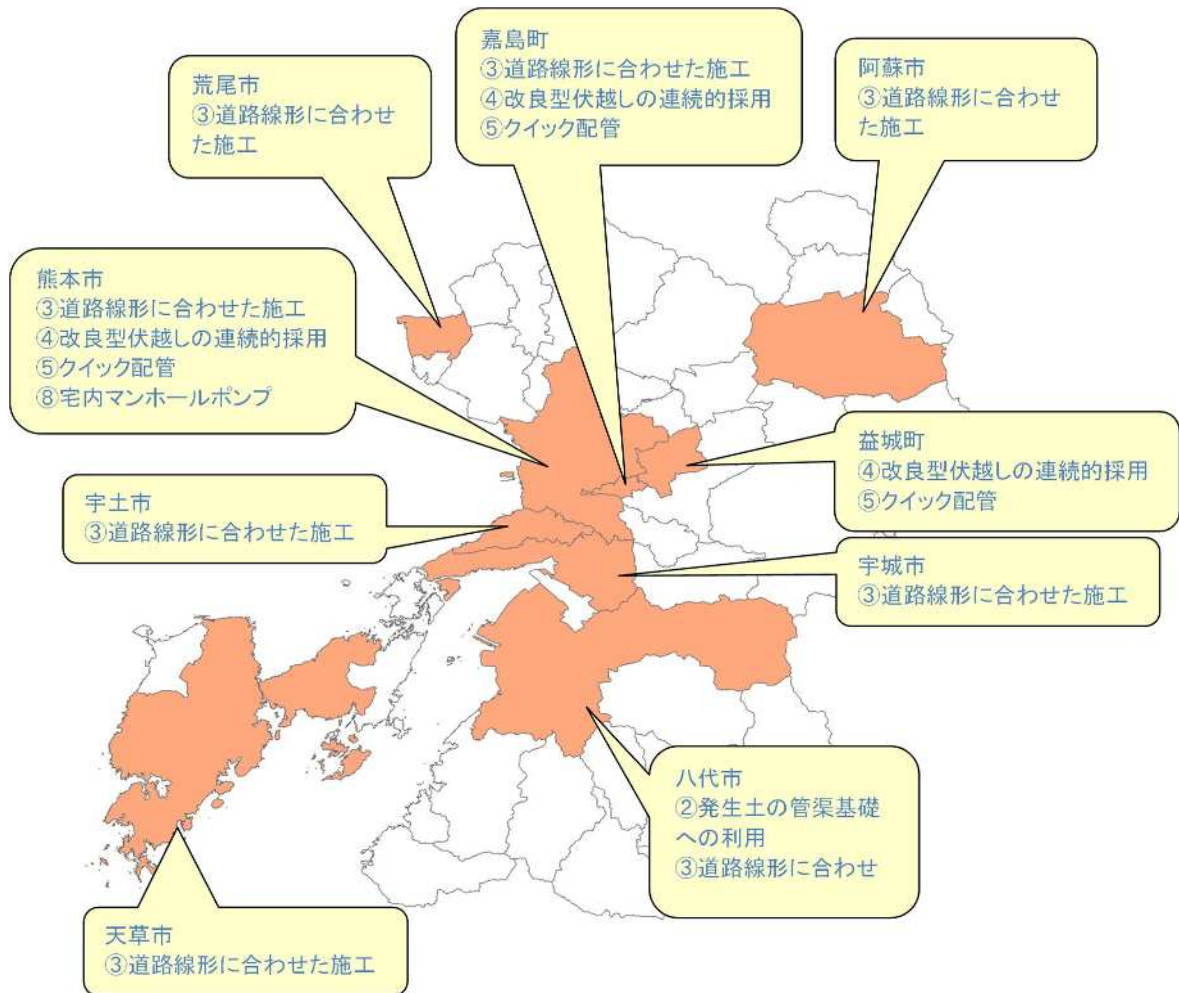 荒尾市
③道路線形に合わせ
た施工
嘉島町
③道路線形に合わせた施工
④改良型伏越しの連続的採用
⑤クイック配管
阿蘇市
③道路線形に合わせ
た施工
熊本市
③道路線形に合わせた施工
④改良型伏越しの連続的採用
⑤クイック配管
⑧宅内マンホールポンプ
益城町
④改良型伏越しの連続的採用
⑤クイック配管
宇土市
③道路線形に合わせた施工
宇城市
③道路線形に合わせた施工
八代市
②発生土の管渠基礎
への利用
③道路線形に合わせ
天草市
③道路線形に合わせた施工